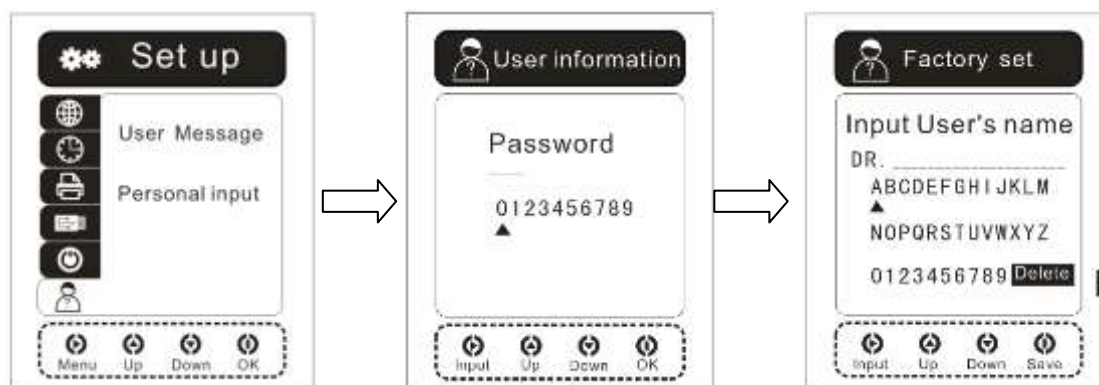 Set up
User Message
Personal input
Menu Up Down OK
User information
Password
0123456789
Input Up Down OK
Factory set
Input User's name
DR.
ABCDEFGHIJKLM
NOPQRSTUVWXYZ
0123456789 Delete
Input Up Down Save